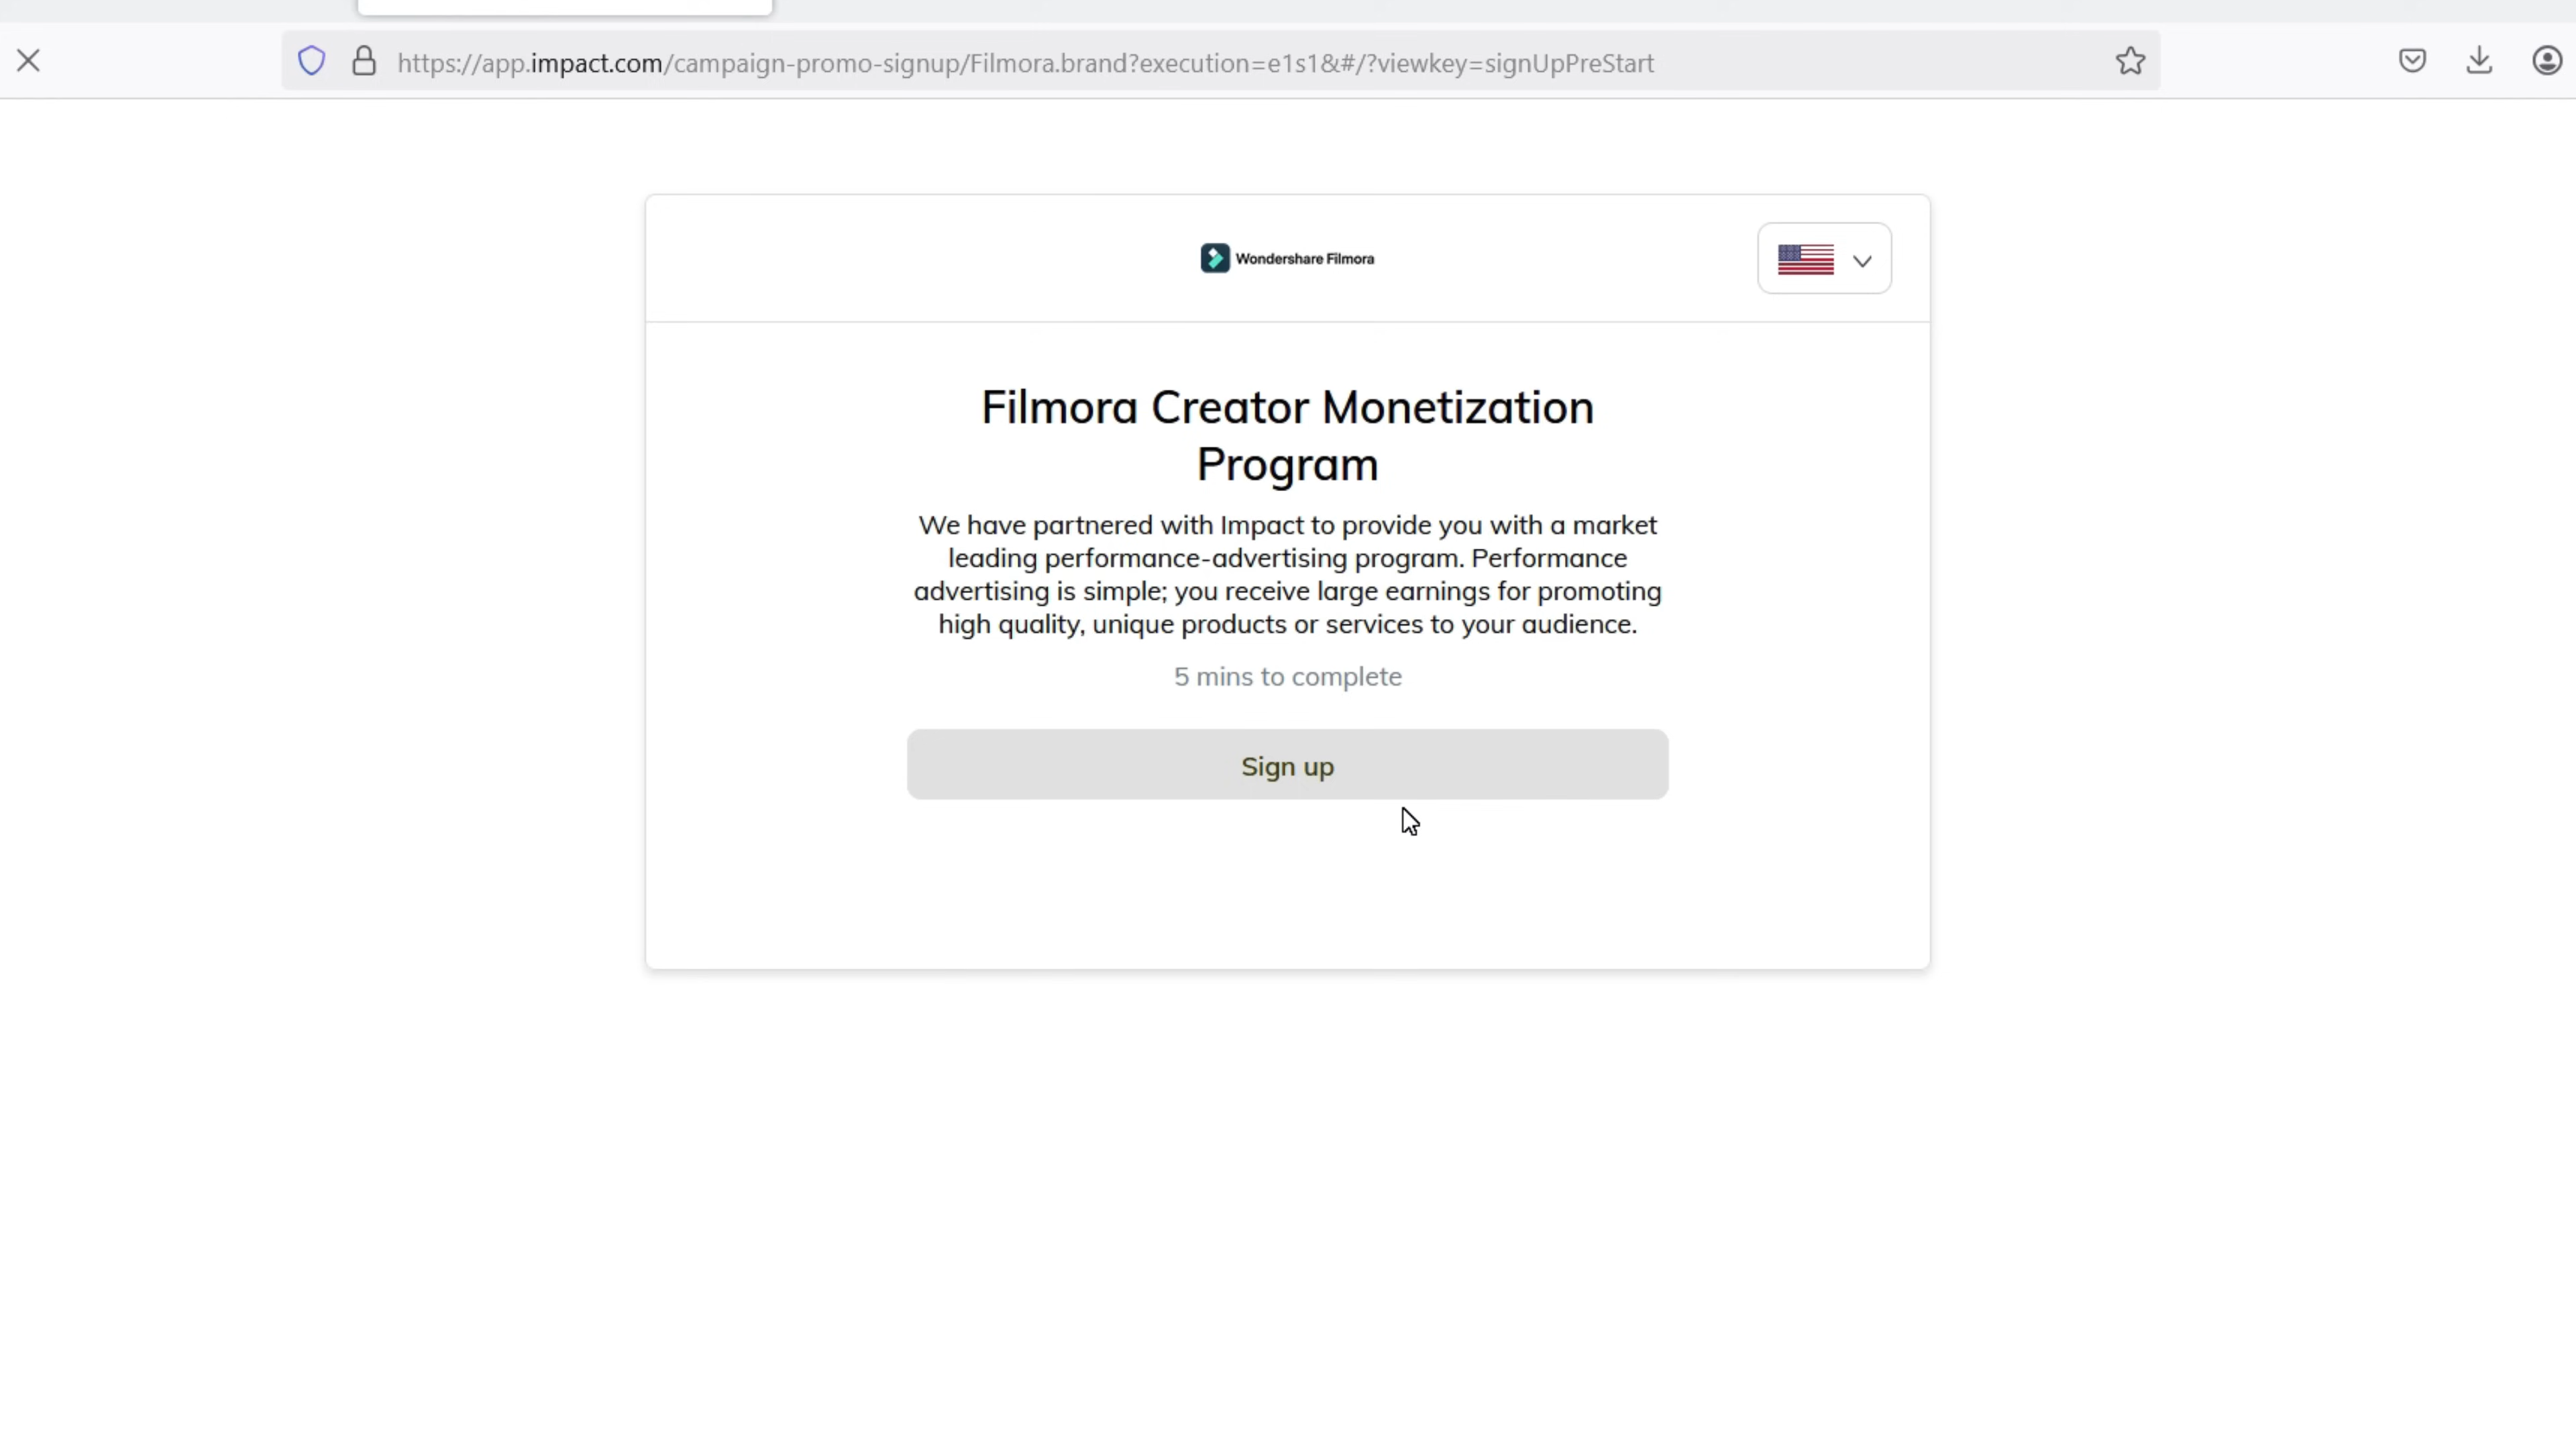 https://app.impact.com/campaign-promo-signup/Filmora.brand?execution=e1s1&#/?viewkey=signUpPreStart
Wondershare Filmora
Filmora Creator Monetization
Program
We have partnered with Impact to provide you with a market
leading performance-advertising program. Performance
advertising is simple; you receive large earnings for promoting
high quality, unique products or services to your audience.
5 mins to complete
Sign up